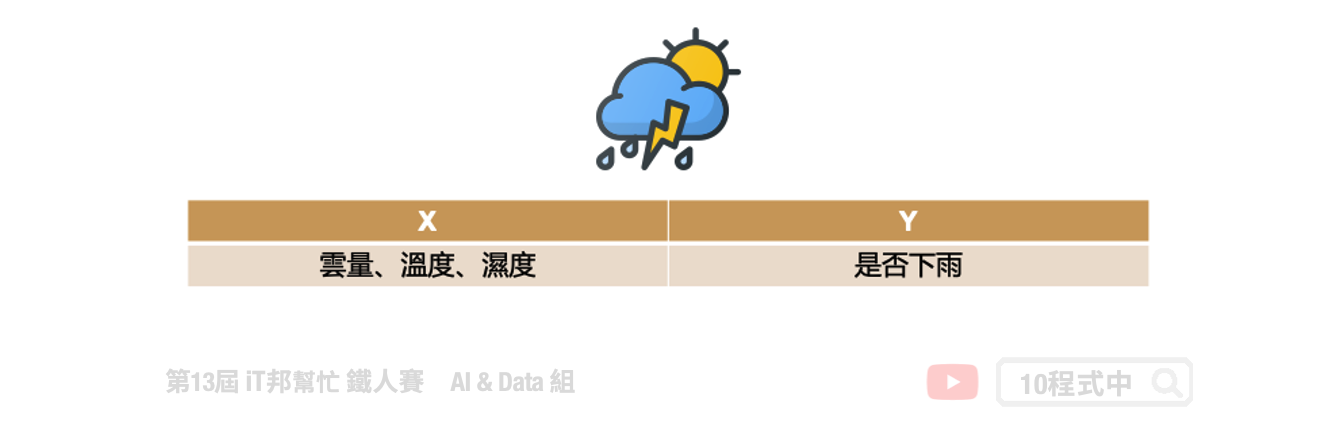 X Y
雲量、溫度、濕度 是否下雨
第13屆 iT邦幫忙 鐵人賽 AI & Data 組 10程式中